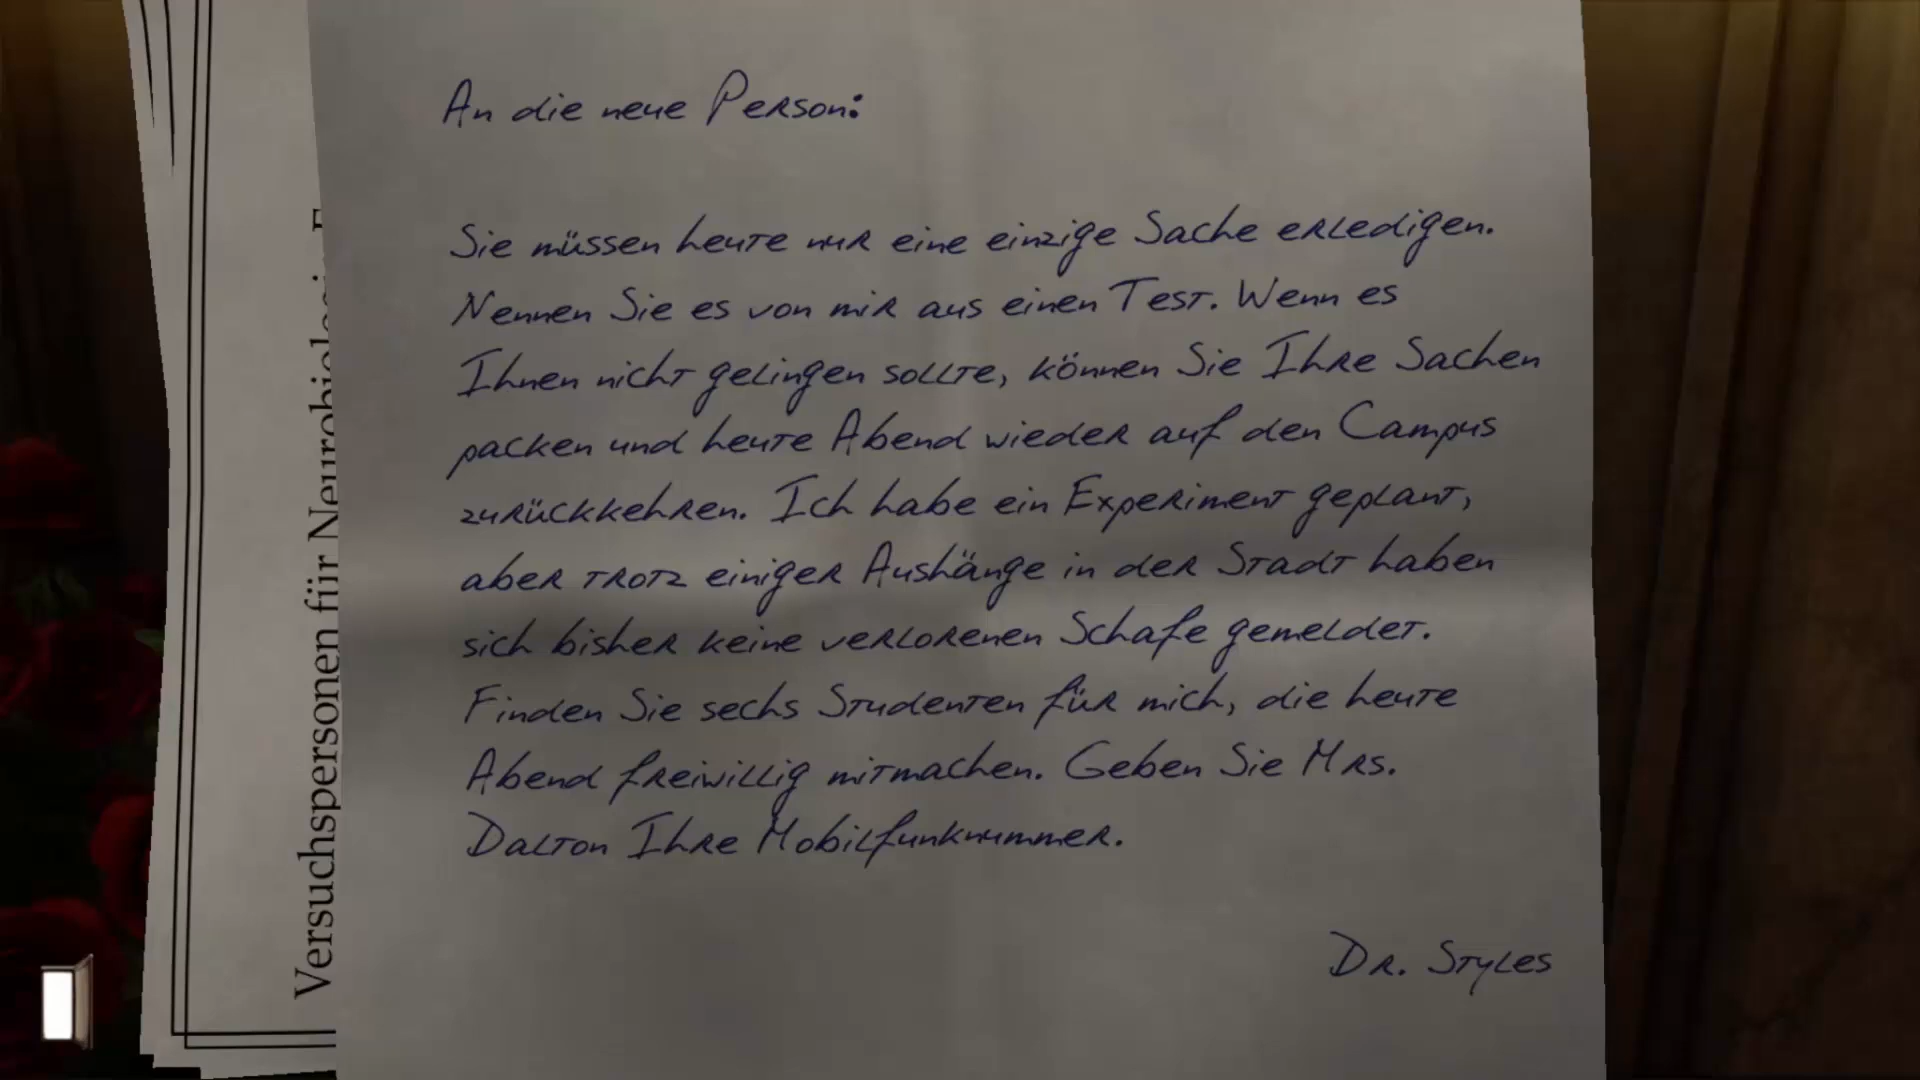 An die neue Person:
Sie müssen heute nur eine einzige Sache erledigen.
Nennen Sie es von mir aus einen Test. Wenn es
Ihnen nicht gelingen sollte, können Sie Ihre Sachen
packen und heute Abend wieder auf den Campus
zurückkehren. Ich habe ein Experiment geplant,
aber trotz einiger Aushänge in der Stadt haben
sich bisher keine verlorenen Schafe gemeldet.
Finden Sie sechs Studenten für mich, die heute
Abend freiwillig mitmachen. Geben Sie Mrs.
Dalton Ihre Mobilfunknummer.
Dr. Styles
Versuchspersonen für